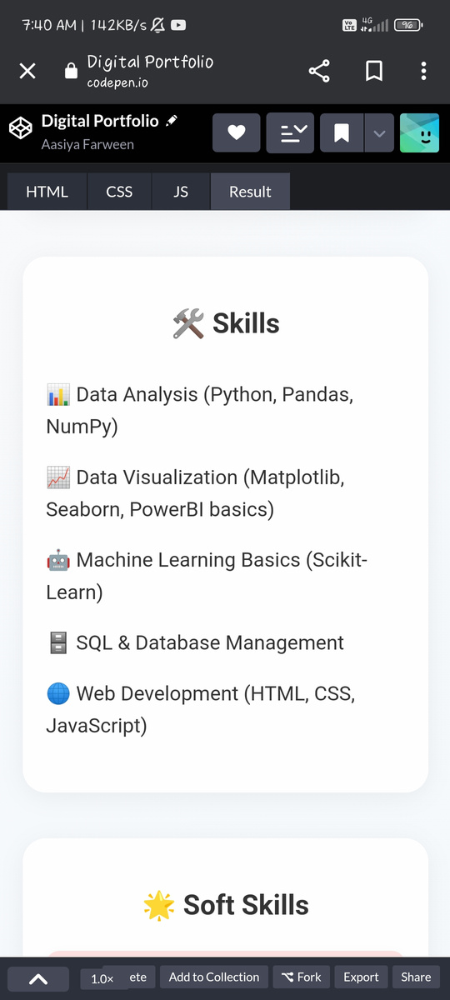 7:40 AM | 142KB/s
Vo LTE 4G 96
Digital Portfolio
codepen.io
Digital Portfolio
Aasiya Farween
HTML CSS JS Result
🛠️ Skills
📊 Data Analysis (Python, Pandas,
NumPy)
📈 Data Visualization (Matplotlib,
Seaborn, PowerBI basics)
🤖 Machine Learning Basics (Scikit-
Learn)
🗄️ SQL & Database Management
🌐 Web Development (HTML, CSS,
JavaScript)
🌟 Soft Skills
1.0× ete Add to Collection Fork Export Share